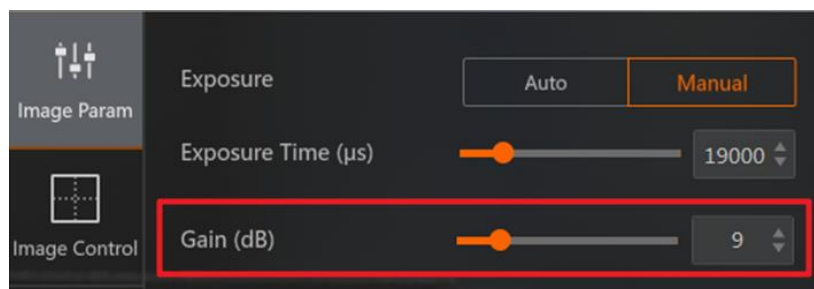 Image Param
Exposure
Auto
Manual
Exposure Time (µs)
19000
Image Control
Gain (dB)
9